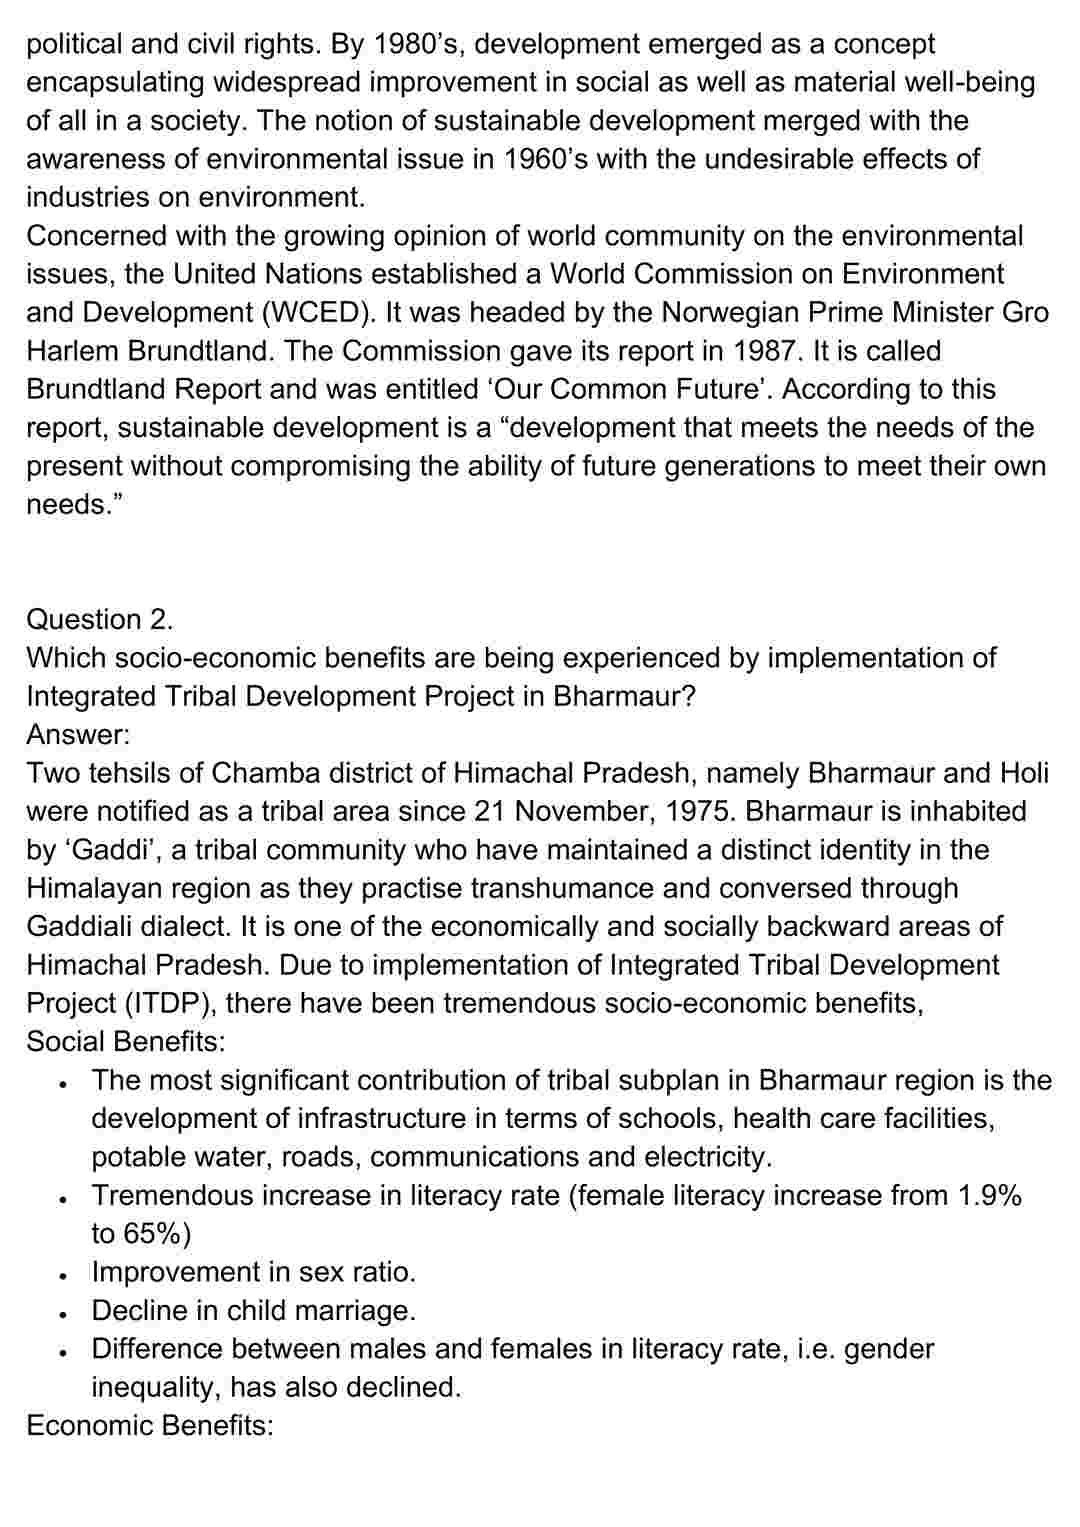 political and civil rights. By 1980’s, development emerged as a concept
encapsulating widespread improvement in social as well as material well-being
of all in a society. The notion of sustainable development merged with the
awareness of environmental issue in 1960’s with the undesirable effects of
industries on environment.
Concerned with the growing opinion of world community on the environmental
issues, the United Nations established a World Commission on Environment
and Development (WCED). It was headed by the Norwegian Prime Minister Gro
Harlem Brundtland. The Commission gave its report in 1987. It is called
Brundtland Report and was entitled ‘Our Common Future’. According to this
report, sustainable development is a “development that meets the needs of the
present without compromising the ability of future generations to meet their own
needs.”
Question 2.
Which socio-economic benefits are being experienced by implementation of
Integrated Tribal Development Project in Bharmaur?
Answer:
Two tehsils of Chamba district of Himachal Pradesh, namely Bharmaur and Holi
were notified as a tribal area since 21 November, 1975. Bharmaur is inhabited
by ‘Gaddi’, a tribal community who have maintained a distinct identity in the
Himalayan region as they practise transhumance and conversed through
Gaddiali dialect. It is one of the economically and socially backward areas of
Himachal Pradesh. Due to implementation of Integrated Tribal Development
Project (ITDP), there have been tremendous socio-economic benefits,
Social Benefits:
• The most significant contribution of tribal subplan in Bharmaur region is the
development of infrastructure in terms of schools, health care facilities,
potable water, roads, communications and electricity.
• Tremendous increase in literacy rate (female literacy increase from 1.9%
to 65%)
• Improvement in sex ratio.
• Decline in child marriage.
• Difference between males and females in literacy rate, i.e. gender
inequality, has also declined.
Economic Benefits: